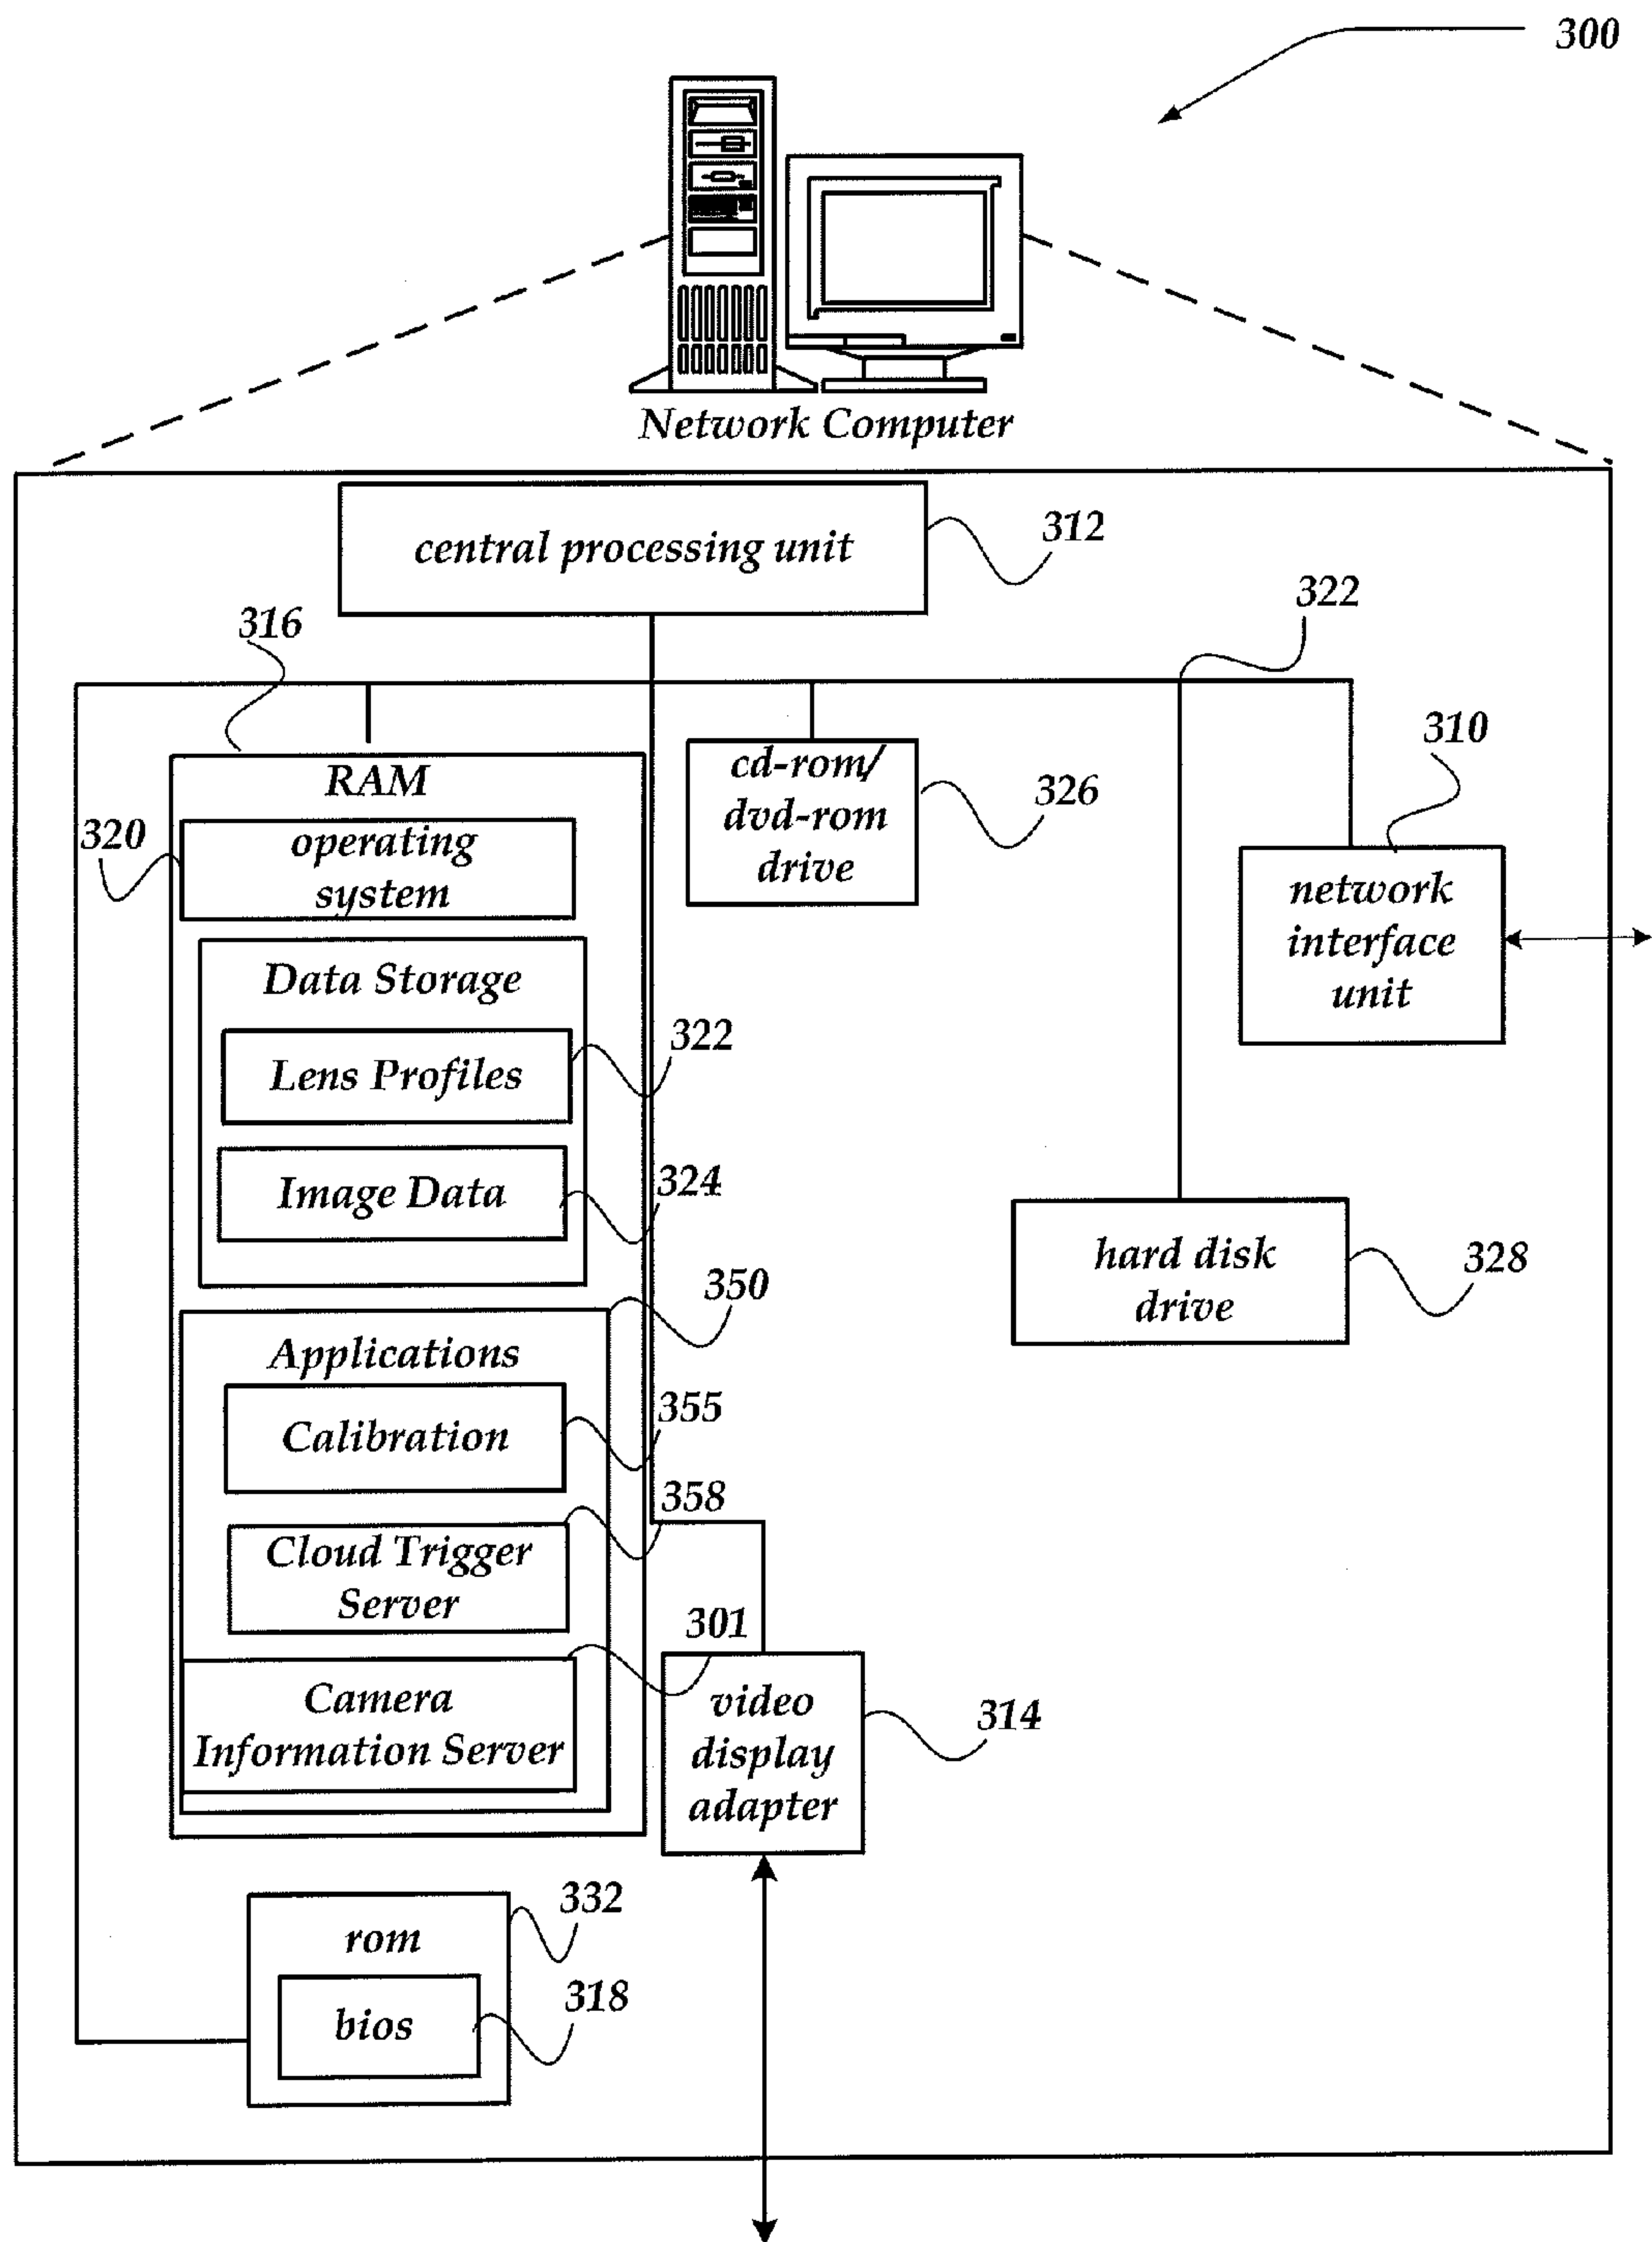 300
Network Computer
central processing unit
312
322
316
310
RAM
cd-rom/
dvd-rom
drive
326
320
operating
system
network
interface
unit
Data Storage
322
Lens Profiles
324
Image Data
hard disk
drive
328
350
Applications
355
Calibration
358
Cloud Trigger
Server
301
Camera
Information Server
video
display
adapter
314
332
rom
318
bios